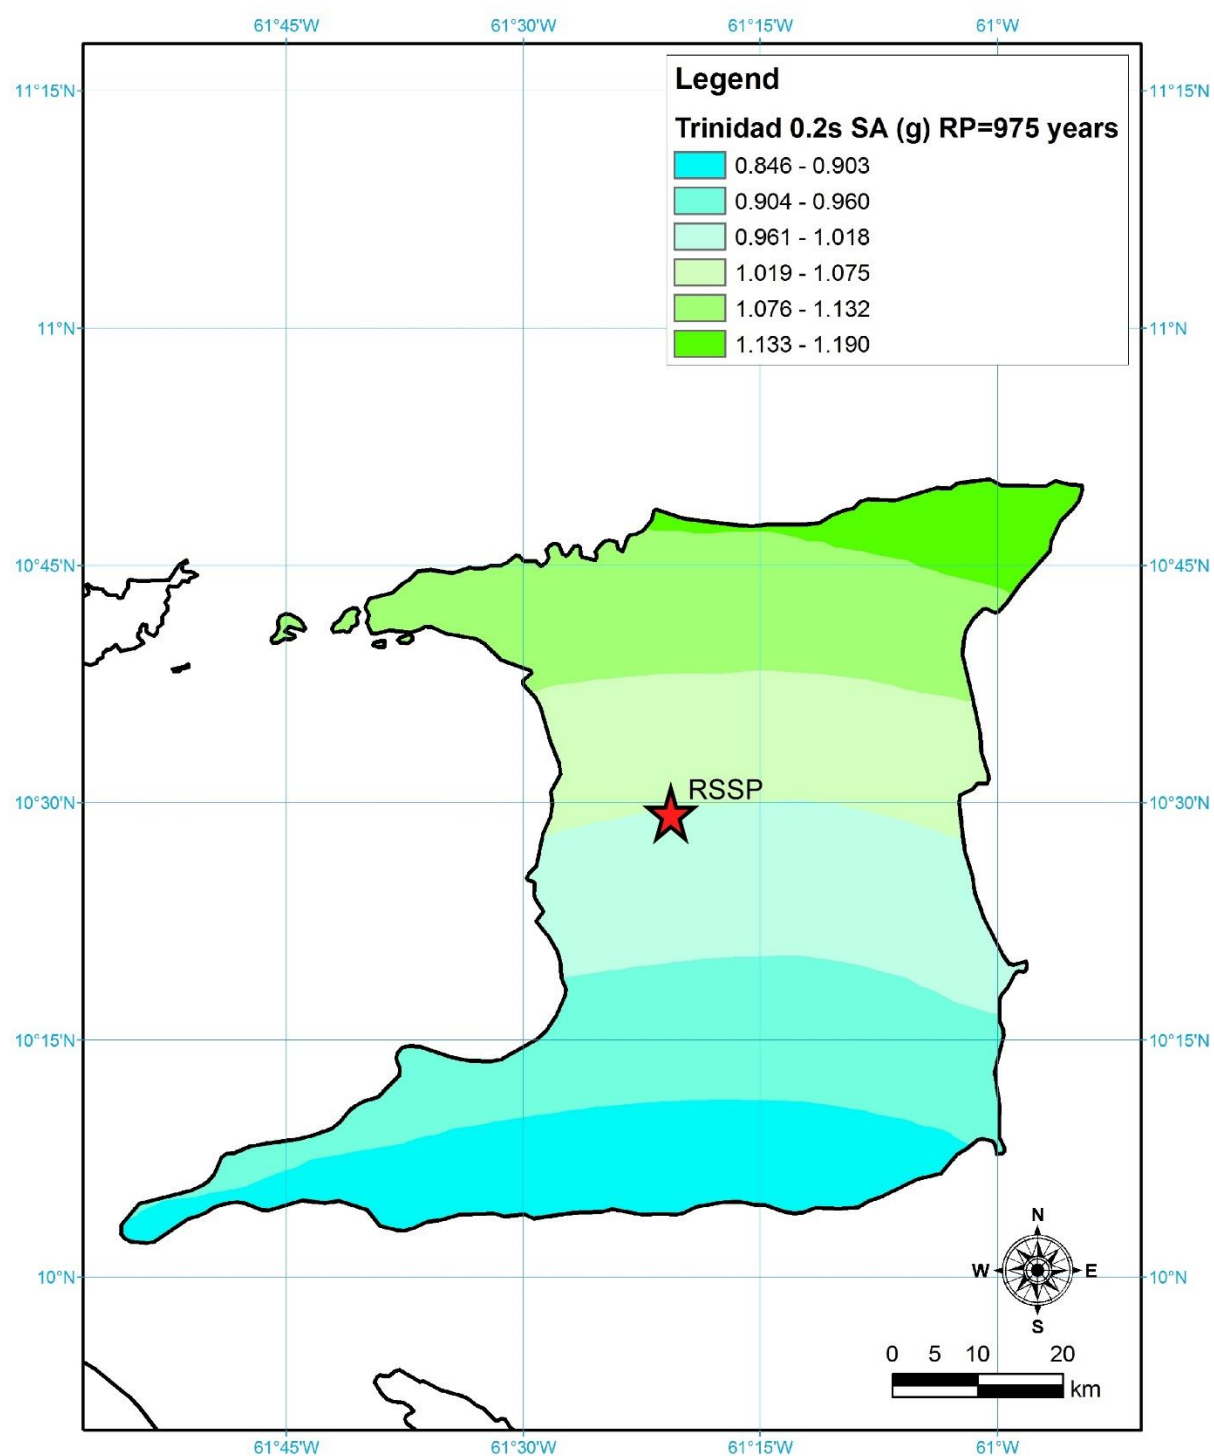 61°45'W 61°30'W 61°15'W 61°W
Legend
11°15'N 11°15'N
Trinidad 0.2s SA (g) RP=975 years
0.846 - 0.903
0.904 - 0.960
0.961 - 1.018
1.019 - 1.075
1.076 - 1.132
11°N 11°N
1.133 - 1.190
10°45'N 10°45'N
RSSP
10°30'N 10°30'N
10°15'N 10°15'N
N
W E
10°N 10°N
S
0 5 10 20
km
61°45'W 61°30'W 61°15'W 61°W